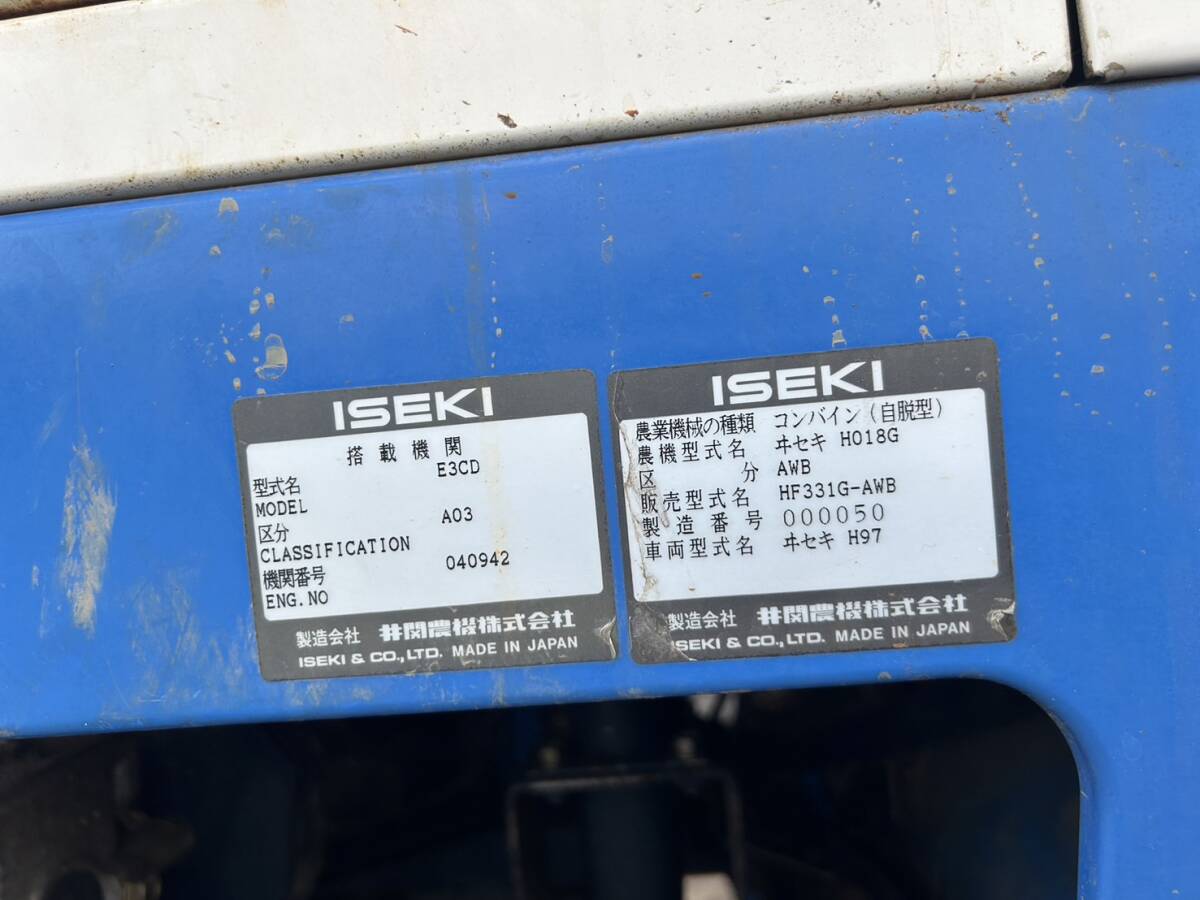 ISEKI
搭載機関
型式名 E3CD
MODEL
区分 A03
CLASSIFICATION
機関番号 040942
ENG.NO
製造会社 井関農機株式会社
ISEKI & CO.,LTD. MADE IN JAPAN
ISEKI
農業機械の種類 コンバイン(自脱型)
農機型式名 ヰセキ HO18G
区分 AWB
販売型式名 HF331G-AWB
製造番号 000050
車両型式名 ヰセキ H97
製造会社 井関農機株式会社
ISEKI & CO.,LTD. MADE IN JAPAN